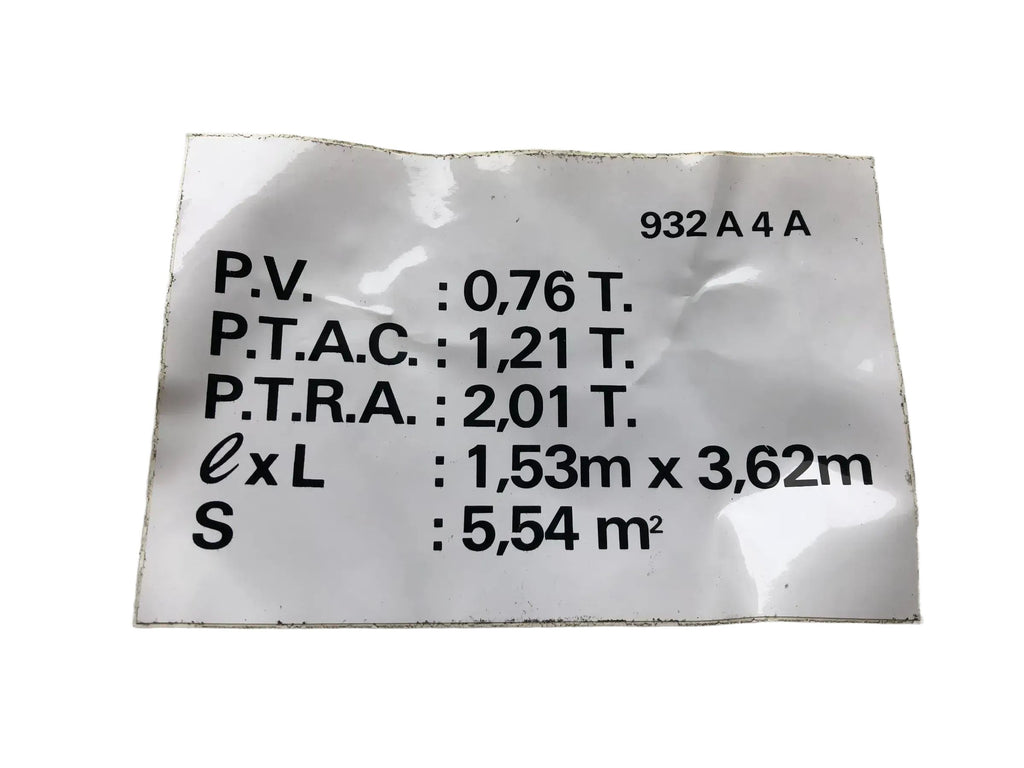 932 A 4 A
P.V. : 0,76 T.
P.T.A.C. : 1,21 T.
P.T.R.A. : 2,01 T.
ℓ x L : 1,53m x 3,62m
S : 5,54 m²